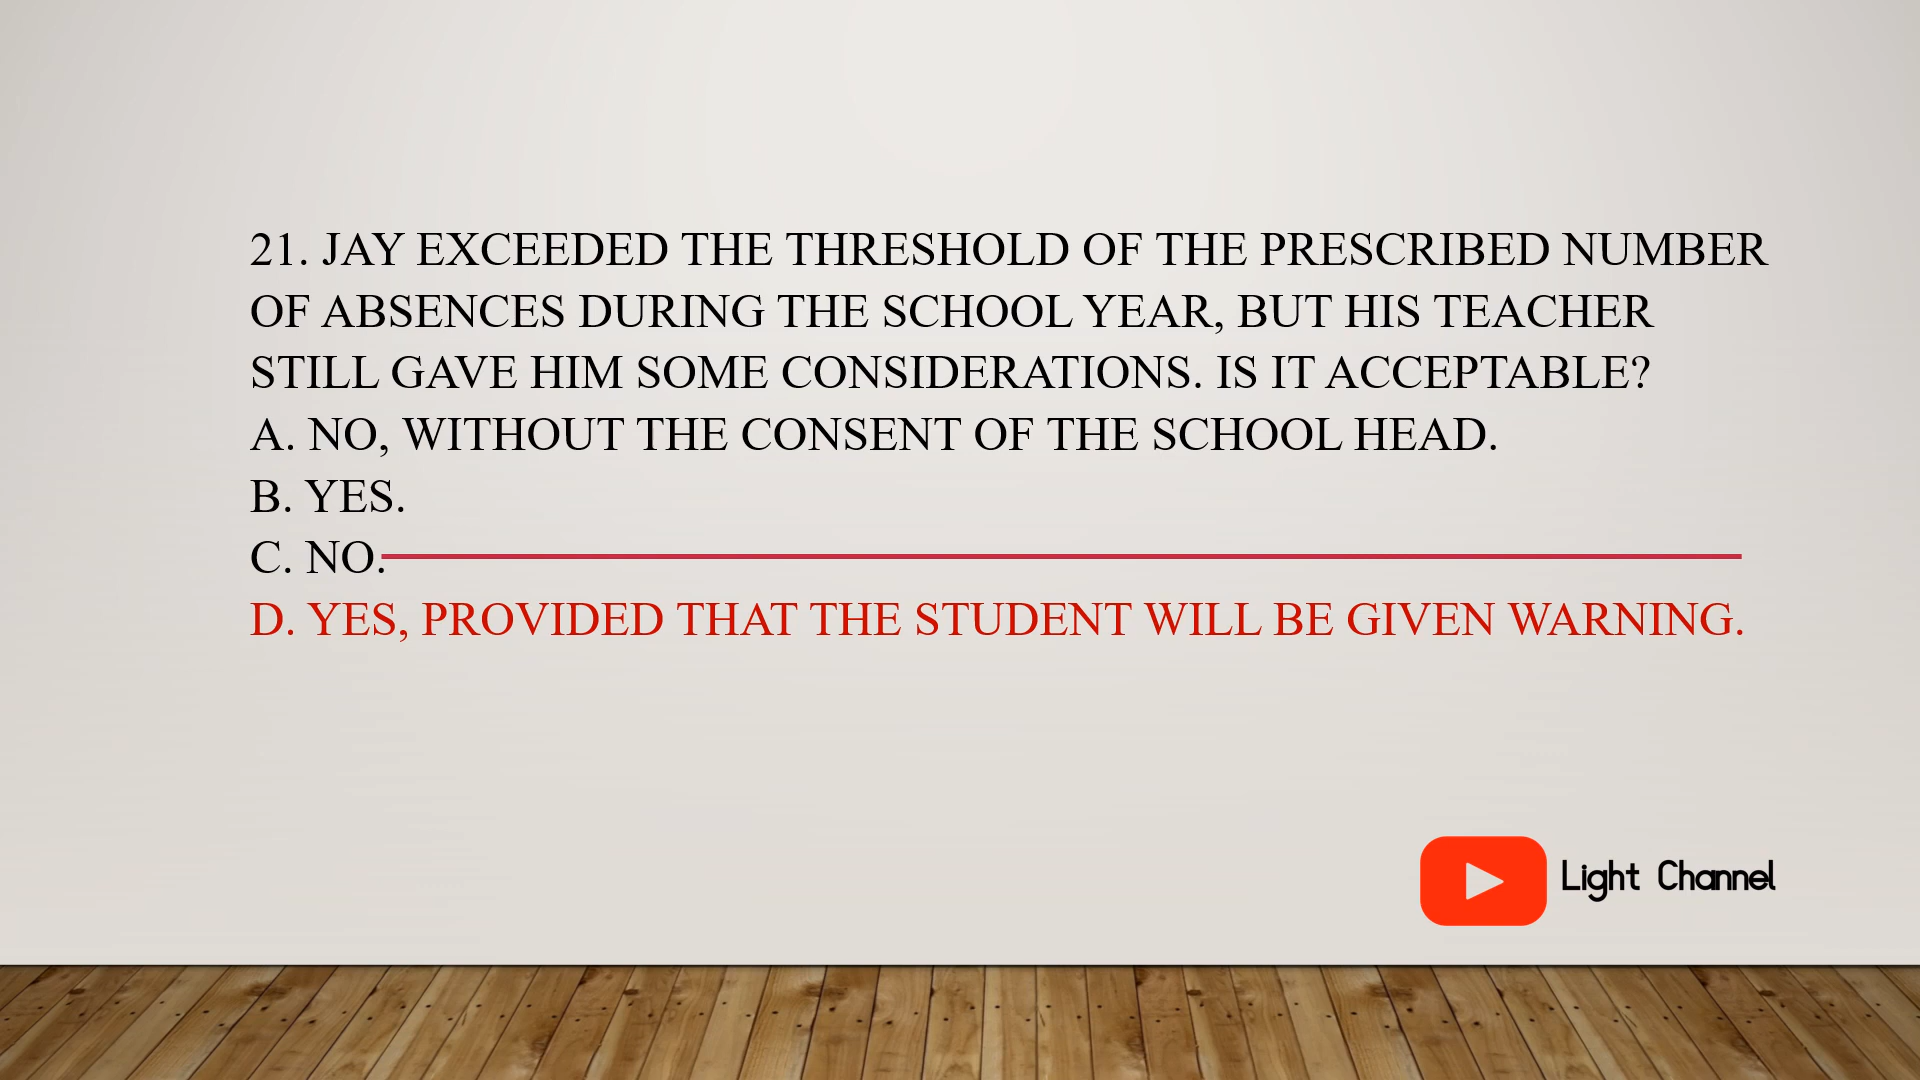 21. JAY EXCEEDED THE THRESHOLD OF THE PRESCRIBED NUMBER
OF ABSENCES DURING THE SCHOOL YEAR, BUT HIS TEACHER
STILL GAVE HIM SOME CONSIDERATIONS. IS IT ACCEPTABLE?
A. NO, WITHOUT THE CONSENT OF THE SCHOOL HEAD.
B. YES.
C. NO.
D. YES, PROVIDED THAT THE STUDENT WILL BE GIVEN WARNING.
Light Channel